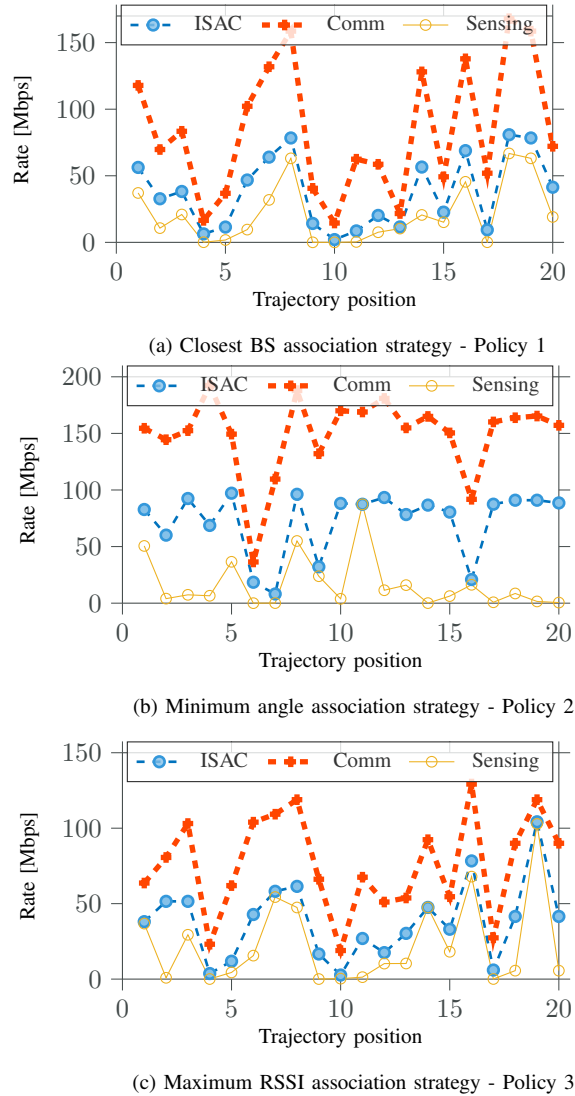 150
100
50
0
Rate [Mbps]
ISAC Comm Sensing
0 5 10 15 20
Trajectory position
(a) Closest BS association strategy - Policy 1
200
150
100
50
0
Rate [Mbps]
ISAC Comm Sensing
0 5 10 15 20
Trajectory position
(b) Minimum angle association strategy - Policy 2
150
100
50
0
Rate [Mbps]
ISAC Comm Sensing
0 5 10 15 20
Trajectory position
(c) Maximum RSSI association strategy - Policy 3